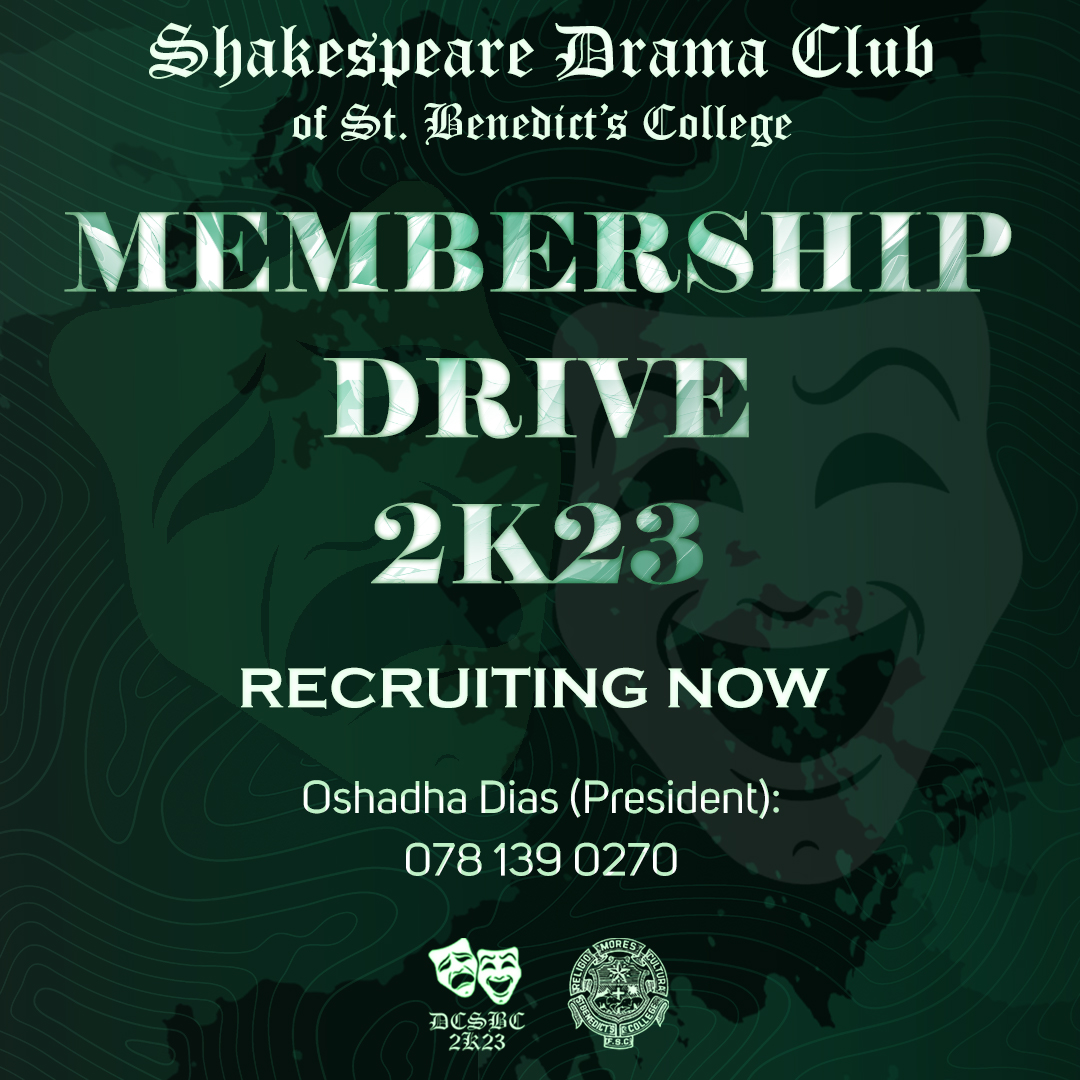 Shakespeare Drama Club
of St. Benedict's College
MEMBERSHIP
DRIVE
2K23
RECRUITING NOW
Oshadha Dias (President):
078 139 0270
DCSBC
2K23
RELIGIO MORES CULTURA
ST BENEDICT'S COLLEGE
F.S.C.